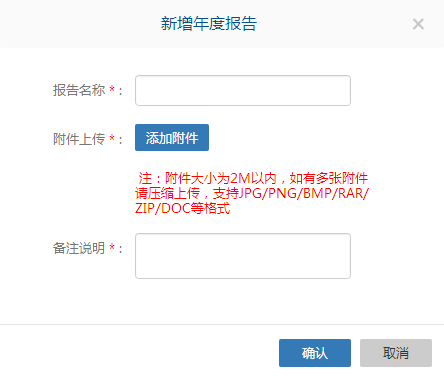 新增年度报告 ×
报告名称 * :
附件上传 * : 添加附件
注：附件大小为2M以内，如有多张附件
请压缩上传，支持JPG/PNG/BMP/RAR/
ZIP/DOC等格式
备注说明 * :
确认 取消